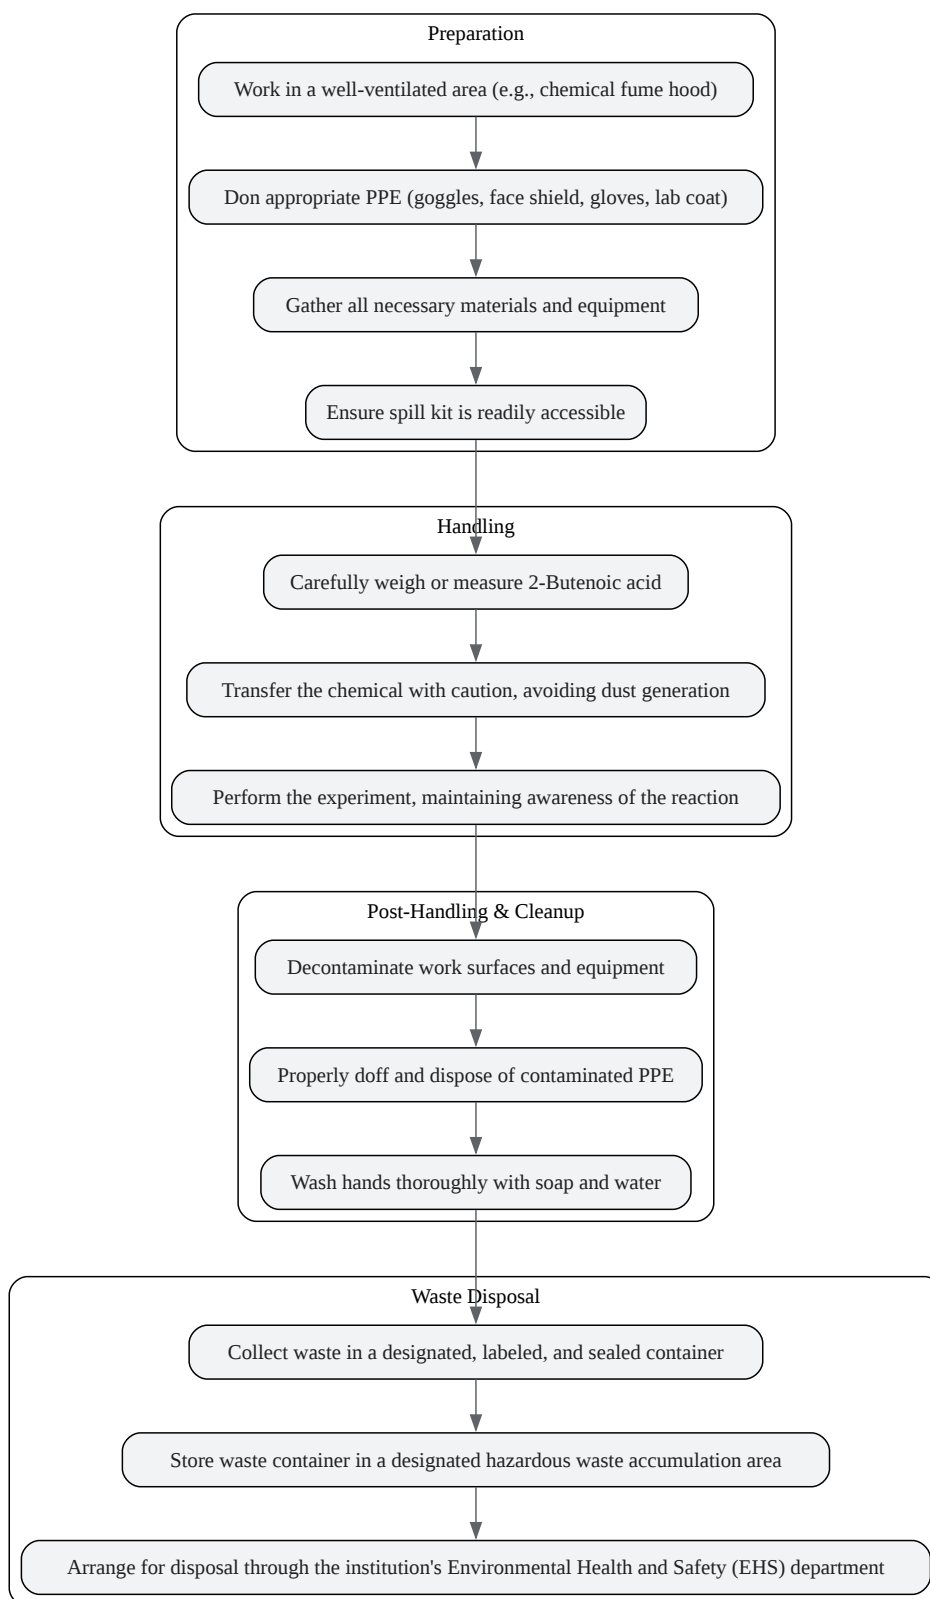 Preparation
Work in a well-ventilated area (e.g., chemical fume hood)
Don appropriate PPE (goggles, face shield, gloves, lab coat)
Gather all necessary materials and equipment
Ensure spill kit is readily accessible
Handling
Carefully weigh or measure 2-Butenoic acid
Transfer the chemical with caution, avoiding dust generation
Perform the experiment, maintaining awareness of the reaction
Post-Handling & Cleanup
Decontaminate work surfaces and equipment
Properly doff and dispose of contaminated PPE
Wash hands thoroughly with soap and water
Waste Disposal
Collect waste in a designated, labeled, and sealed container
Store waste container in a designated hazardous waste accumulation area
Arrange for disposal through the institution's Environmental Health and Safety (EHS) department